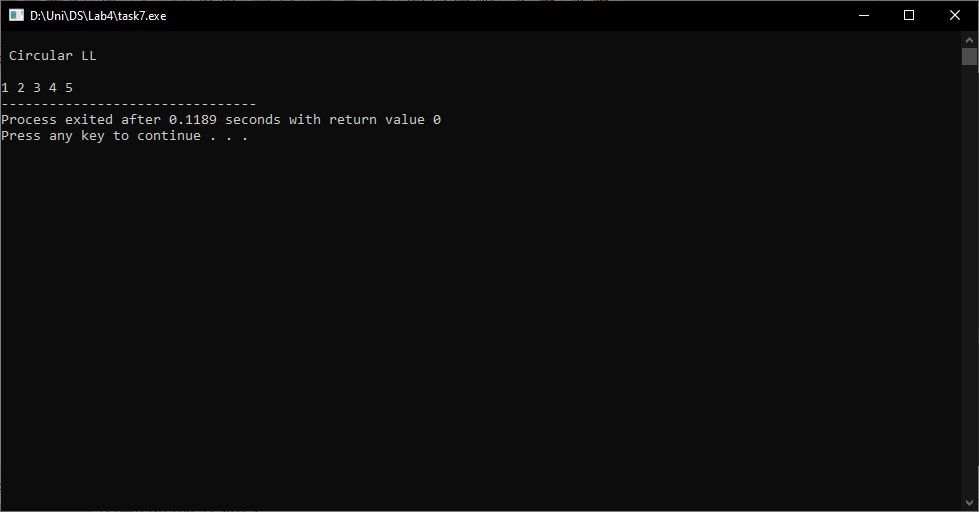 D:\Uni\DS\Lab4\task7.exe
Circular LL
1 2 3 4 5
--------------------------------
Process exited after 0.1189 seconds with return value 0
Press any key to continue . . .